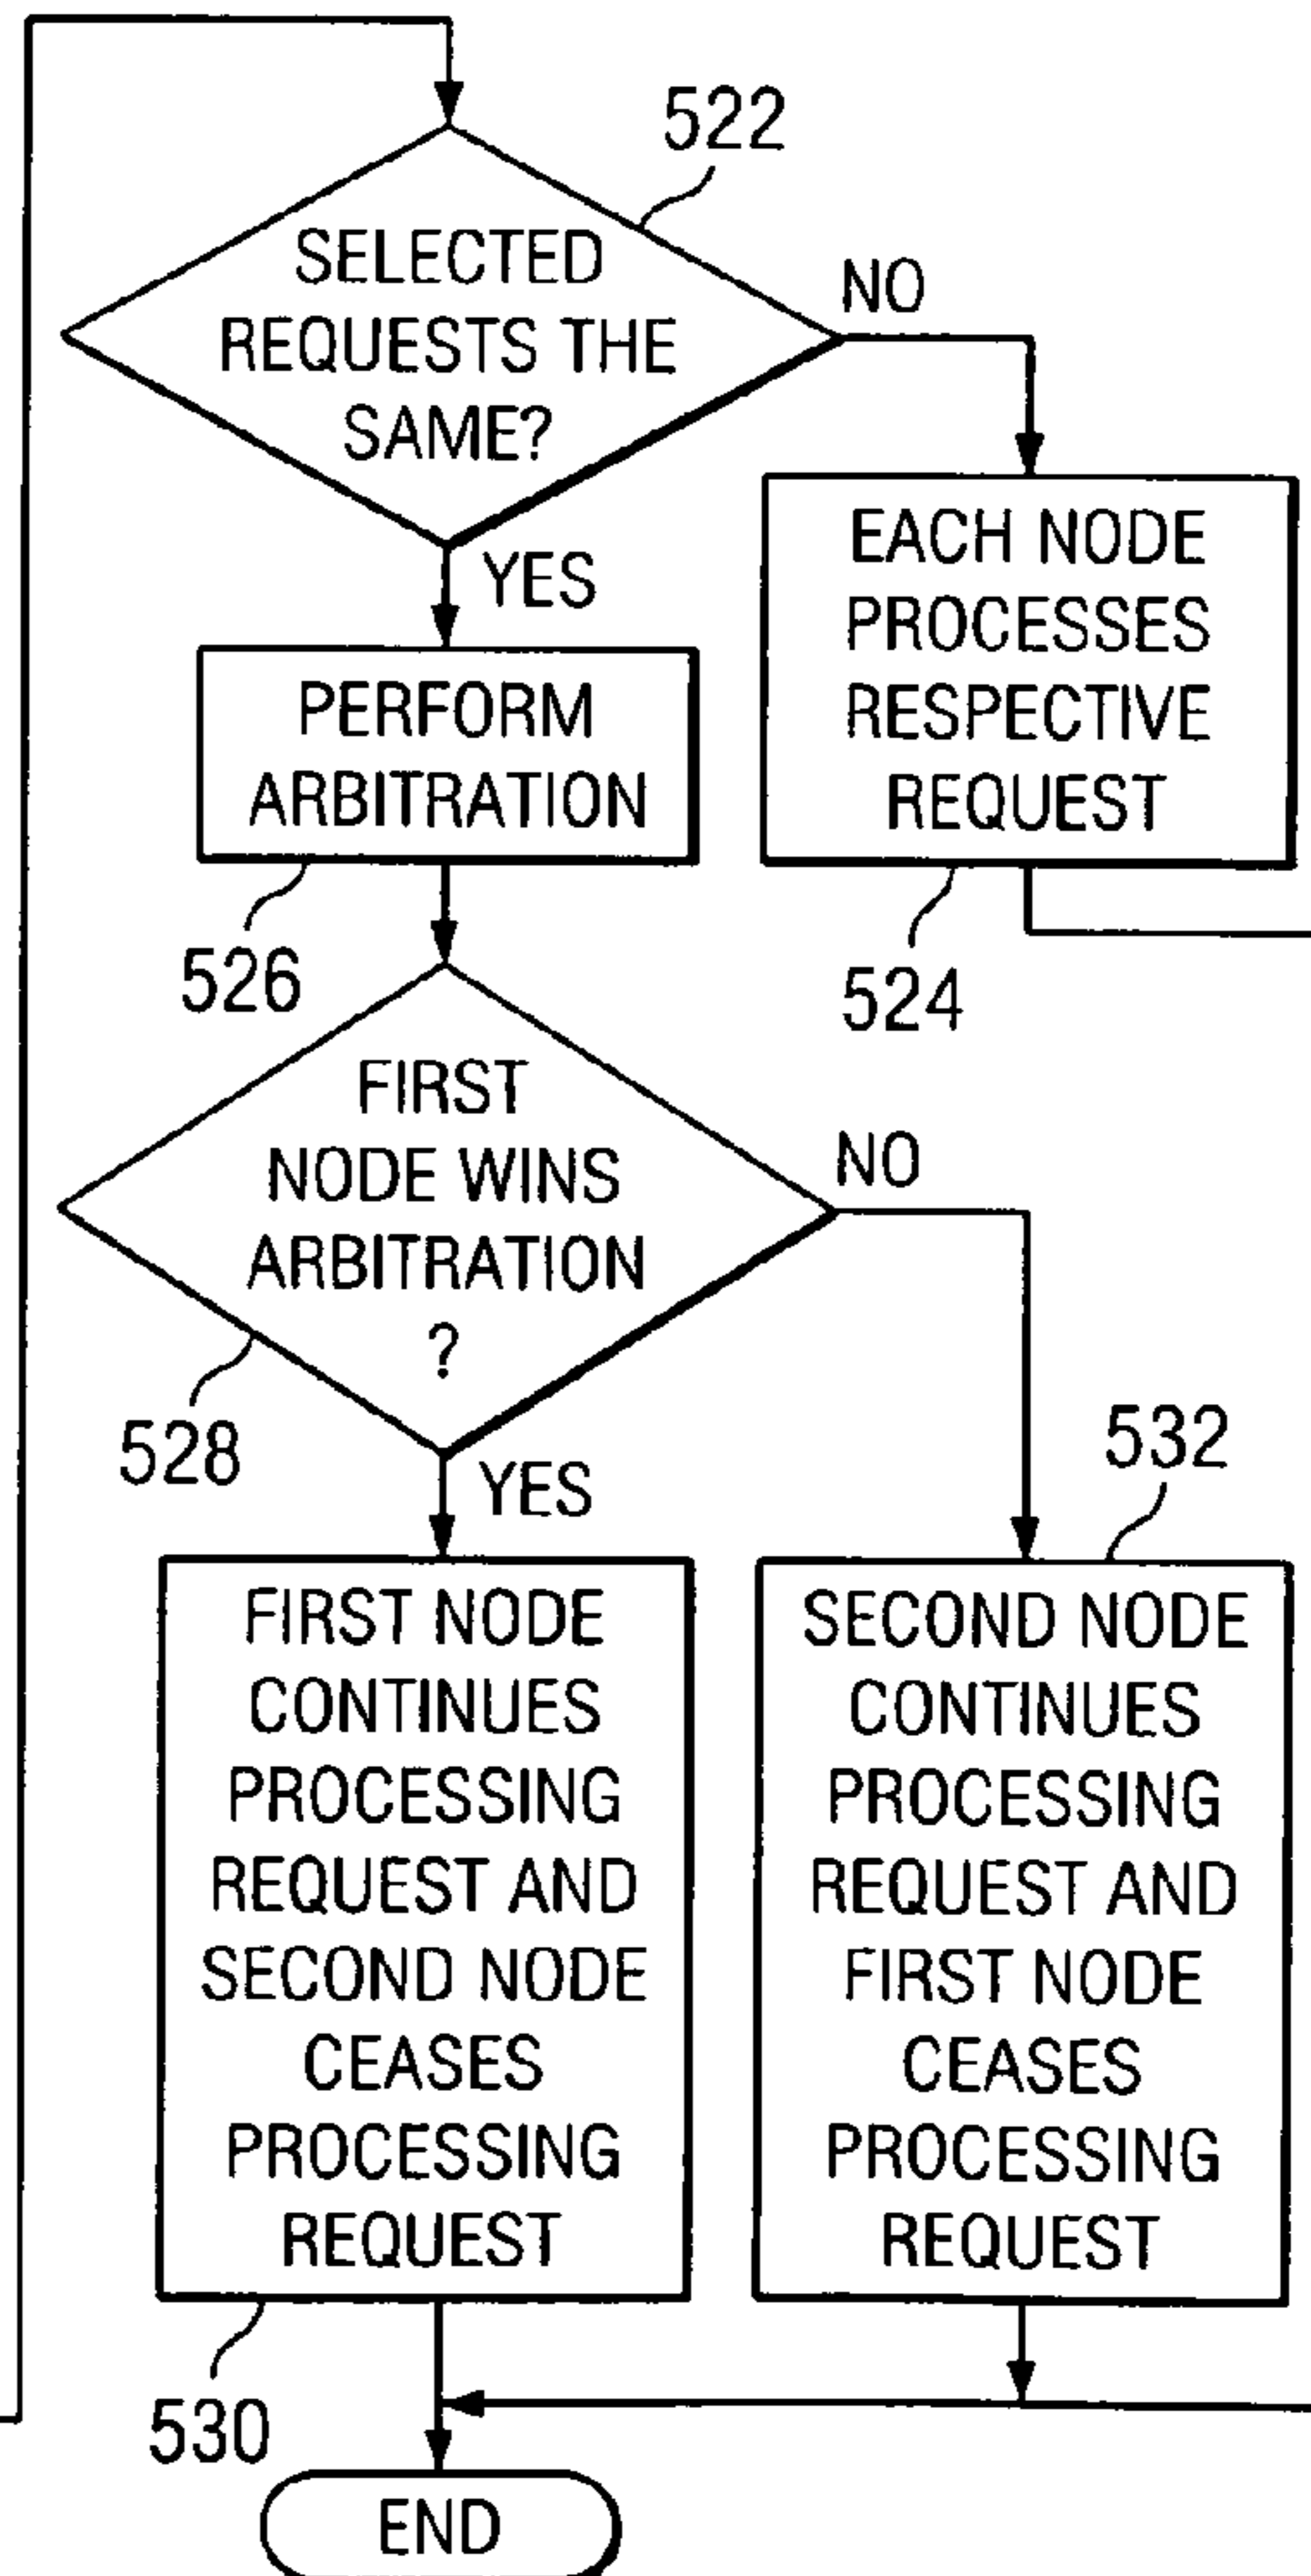 522
SELECTED
REQUESTS THE
SAME?
NO
YES
EACH NODE
PROCESSES
RESPECTIVE
REQUEST
524
PERFORM
ARBITRATION
526
FIRST
NODE WINS
ARBITRATION
?
NO
528
YES
532
FIRST NODE
CONTINUES
PROCESSING
REQUEST AND
SECOND NODE
CEASES
PROCESSING
REQUEST
530
SECOND NODE
CONTINUES
PROCESSING
REQUEST AND
FIRST NODE
CEASES
PROCESSING
REQUEST
END